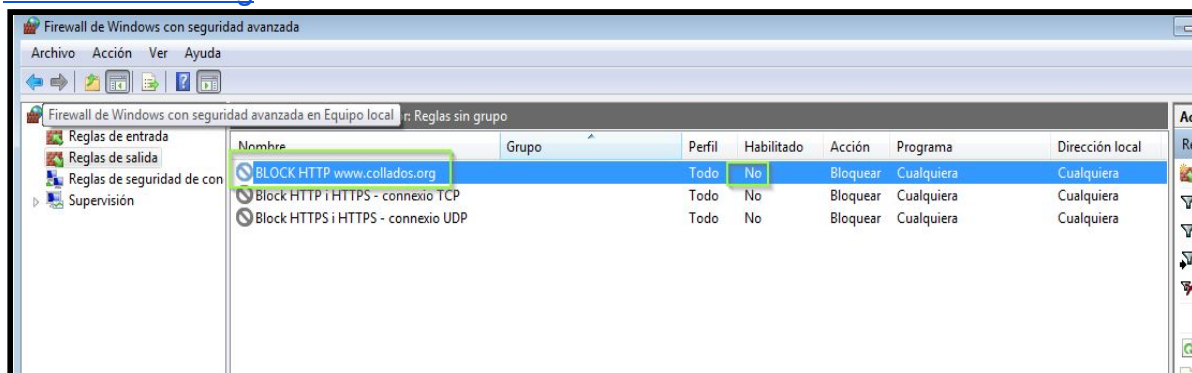 Firewall de Windows con seguridad avanzada
Archivo Acción Ver Ayuda
Firewall de Windows con seguridad avanzada en Equipo local r: Reglas sin grupo
Reglas de entrada
Reglas de salida
Reglas de seguridad de con
Supervisión
Nombre Grupo Perfil Habilitado Acción Programa Dirección local
BLOCK HTTP www.collados.org Todo No Bloquear Cualquiera Cualquiera
Block HTTP i HTTPS - connexio TCP Todo No Bloquear Cualquiera Cualquiera
Block HTTPS i HTTPS - connexio UDP Todo No Bloquear Cualquiera Cualquiera
Ac
Re